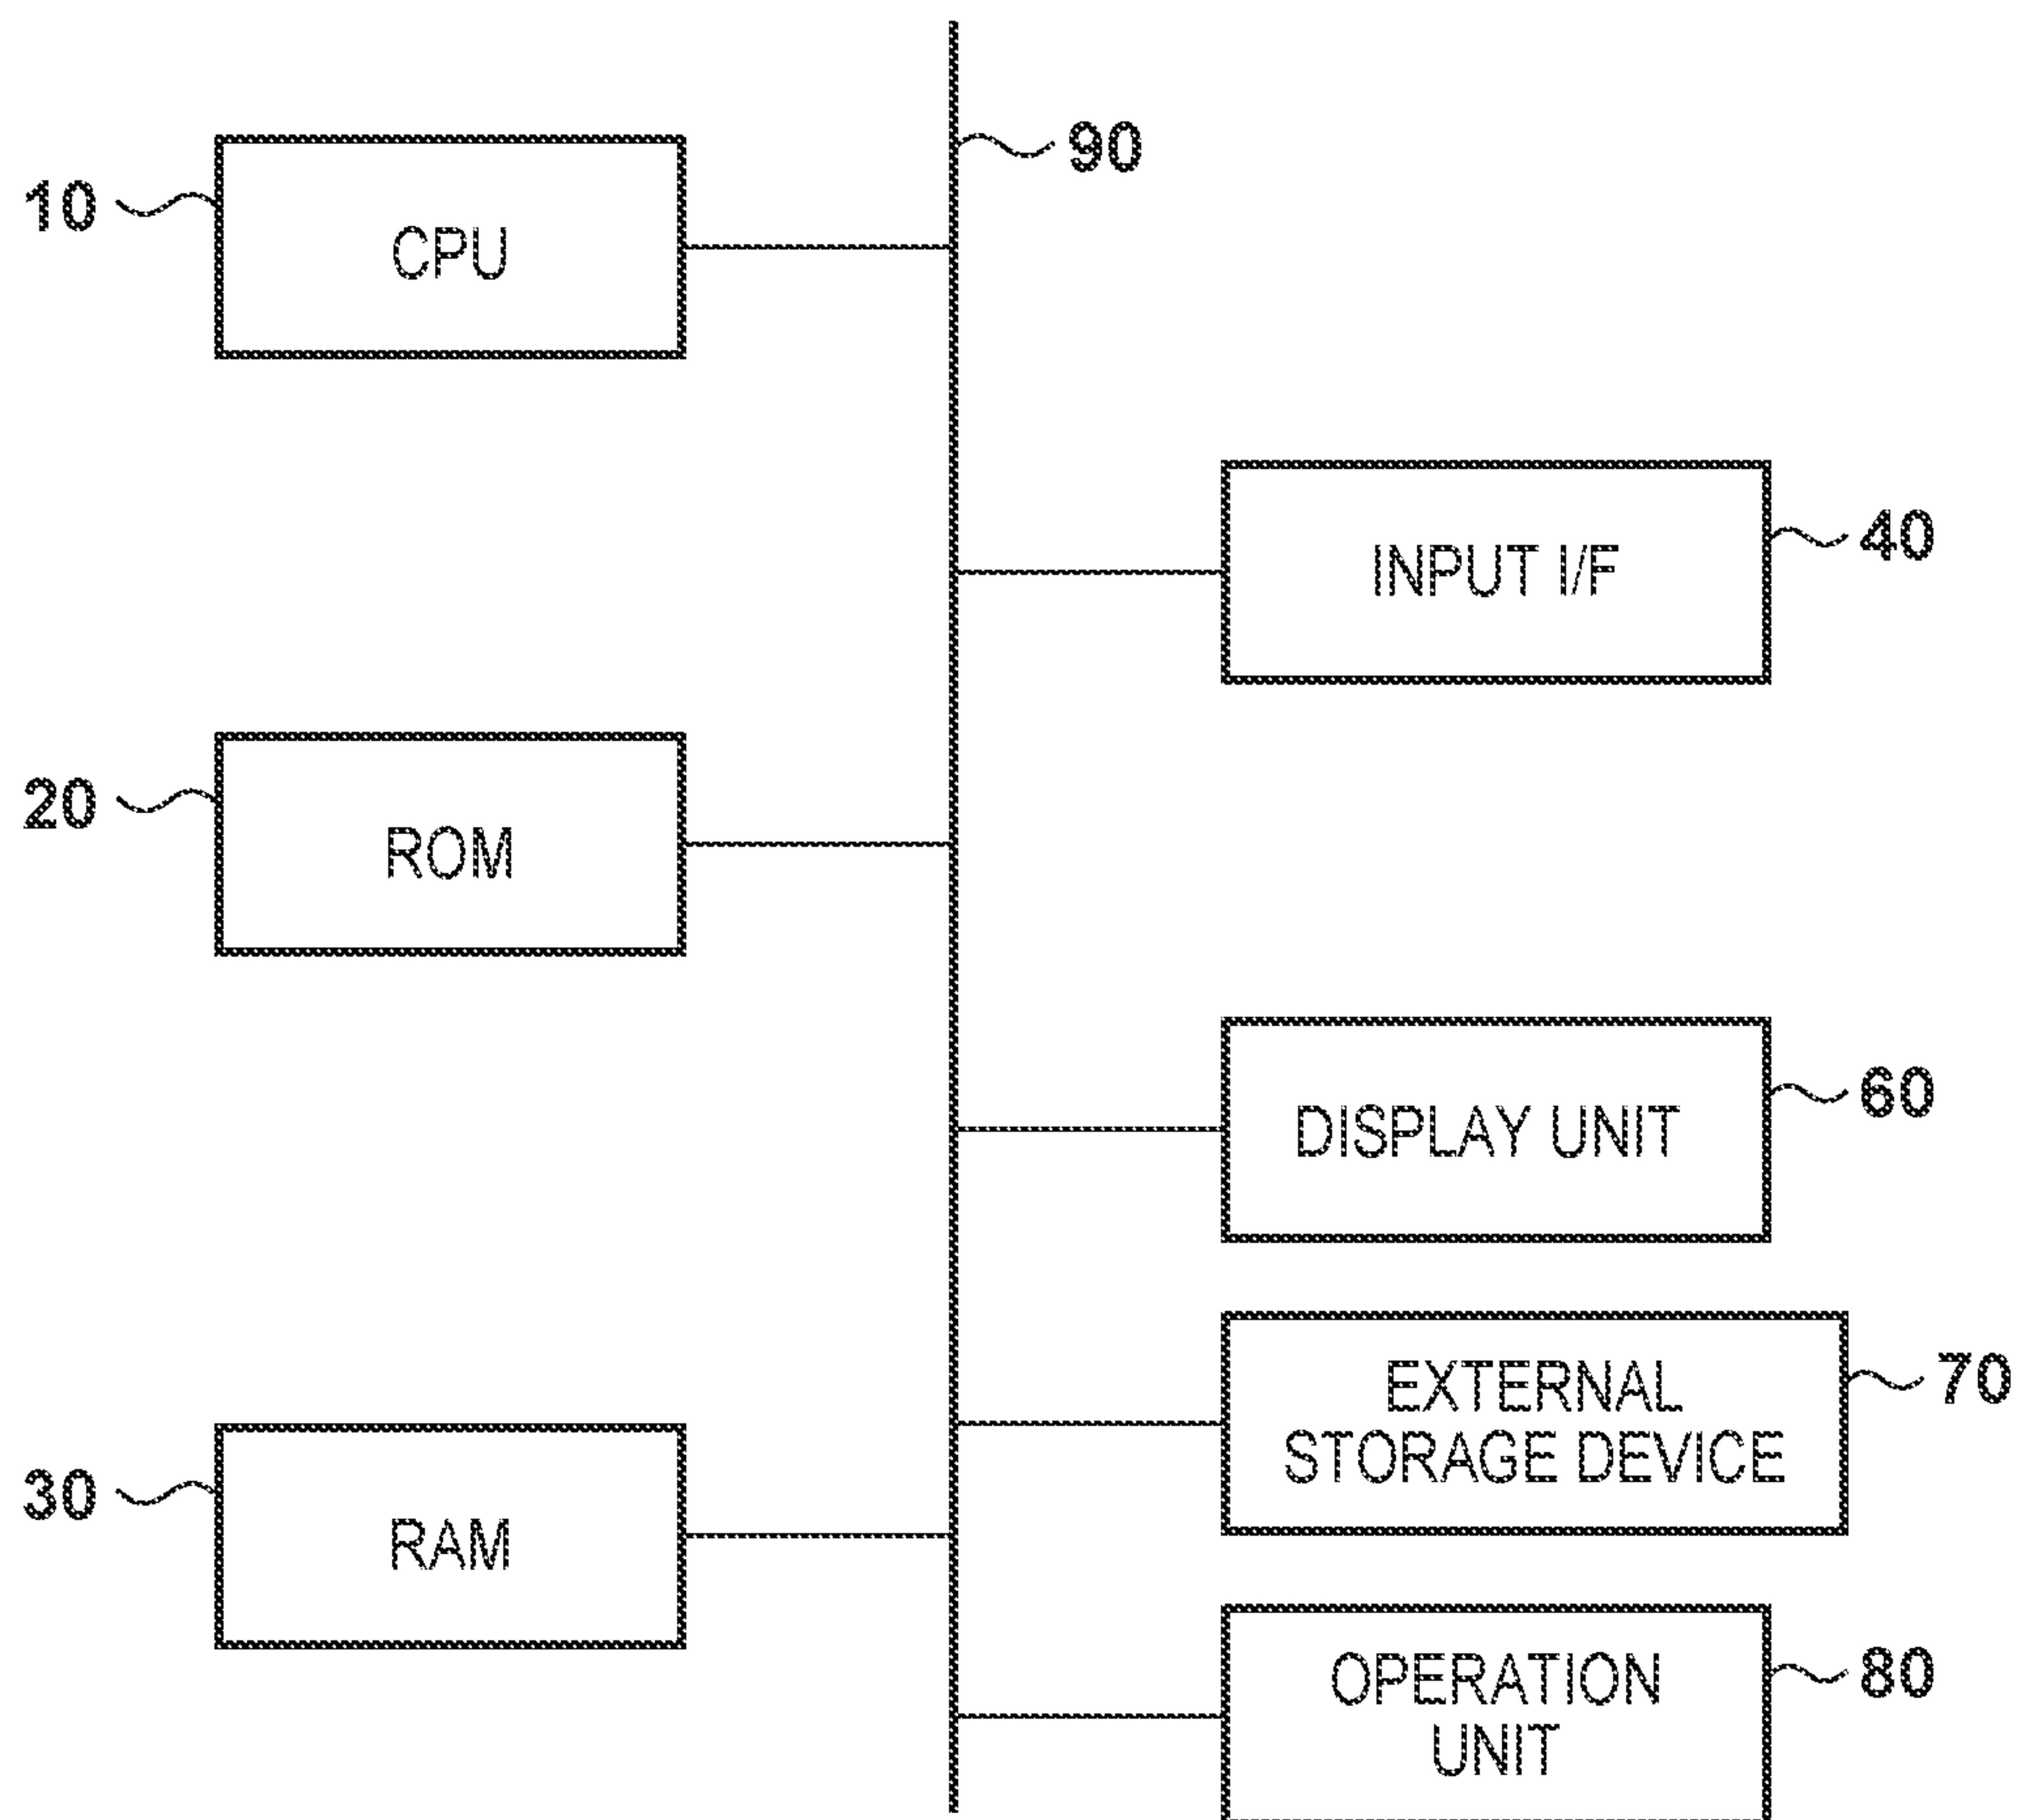 90
10
CPU
INPUT I/F
40
20
ROM
DISPLAY UNIT
60
EXTERNAL
STORAGE DEVICE
70
30
RAM
OPERATION
UNIT
80